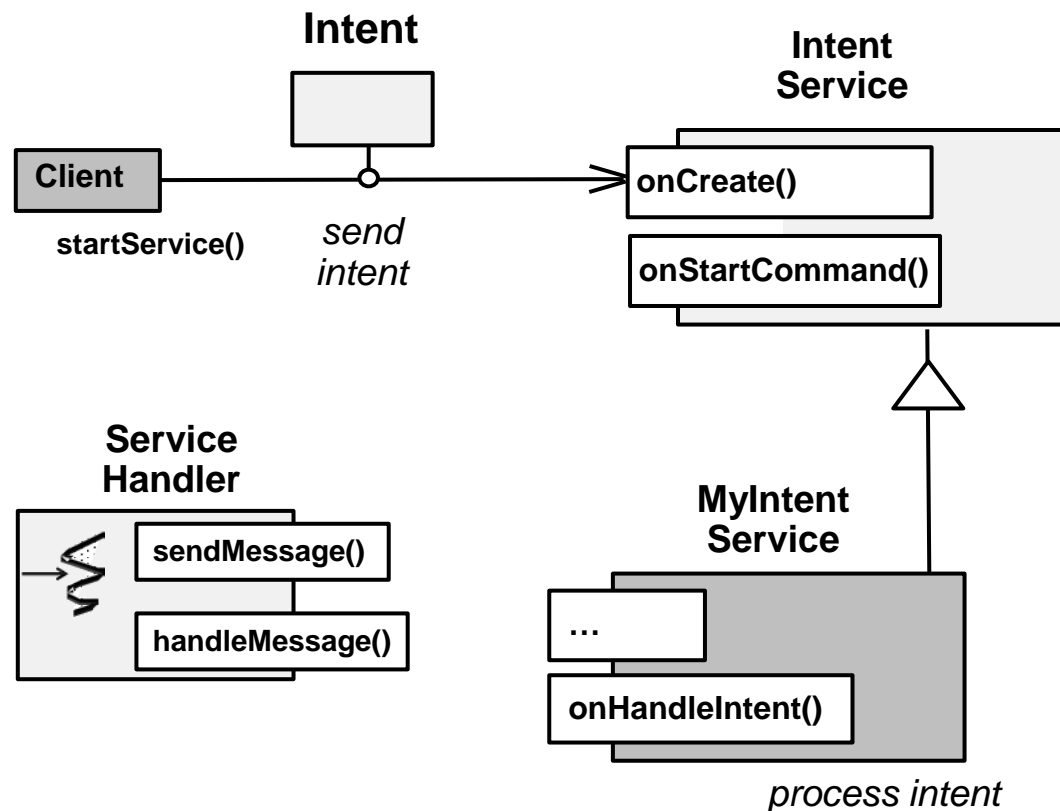 Intent
Intent
Service
Client
onCreate()
startService()
send
intent
onStartCommand()
Service
Handler
sendMessage()
handleMessage()
MyIntent
Service
...
onHandleIntent()
process intent